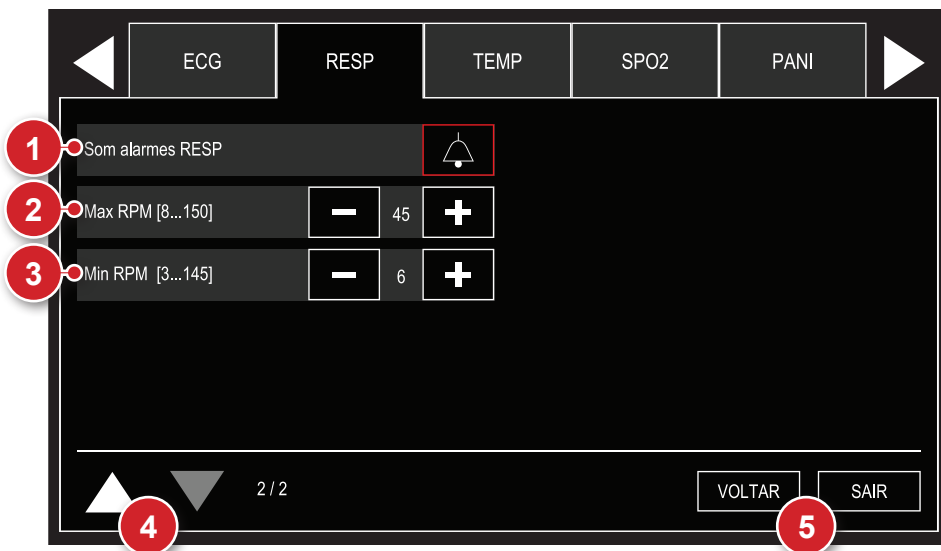 ECG RESP TEMP SPO2 PANI
1 Som alarmes RESP
2 Max RPM [8...150] − 45 +
3 Min RPM [3...145] − 6 +
2 / 2 VOLTAR SAIR
4 5